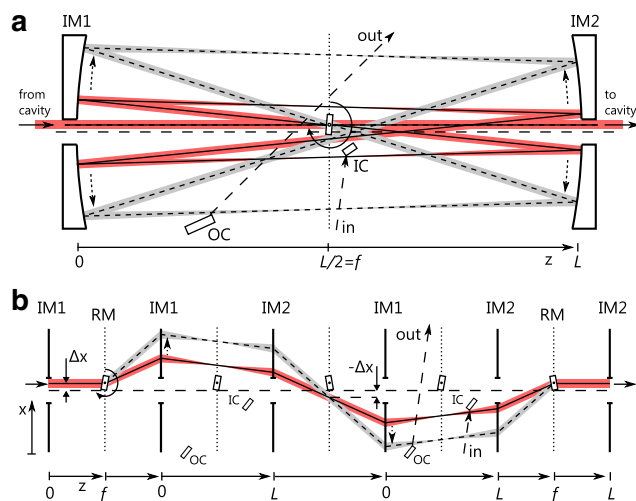 a
IM1
IM2
out
from
cavity
to
cavity
IC
OC
in
0
L/2=f
z
L
b
IM1
RM
IM1
IM2
IM1
IM2
RM
IM2
Δx
-Δx
out
IC
IC
x
OC
OC
in
0
z
f
0
L
0
L
f
L